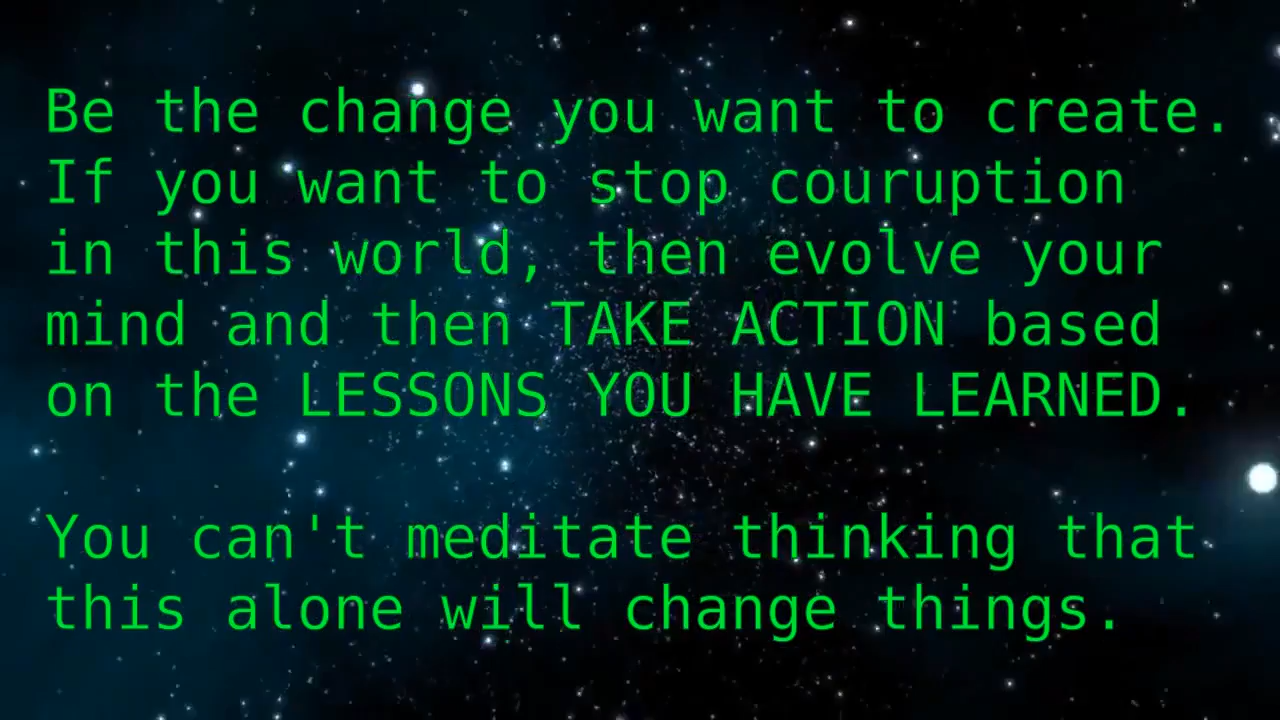 Be the change you want to create.
If you want to stop couruption
in this world, then evolve your
mind and then TAKE ACTION based
on the LESSONS YOU HAVE LEARNED.
You can't meditate thinking that
this alone will change things.